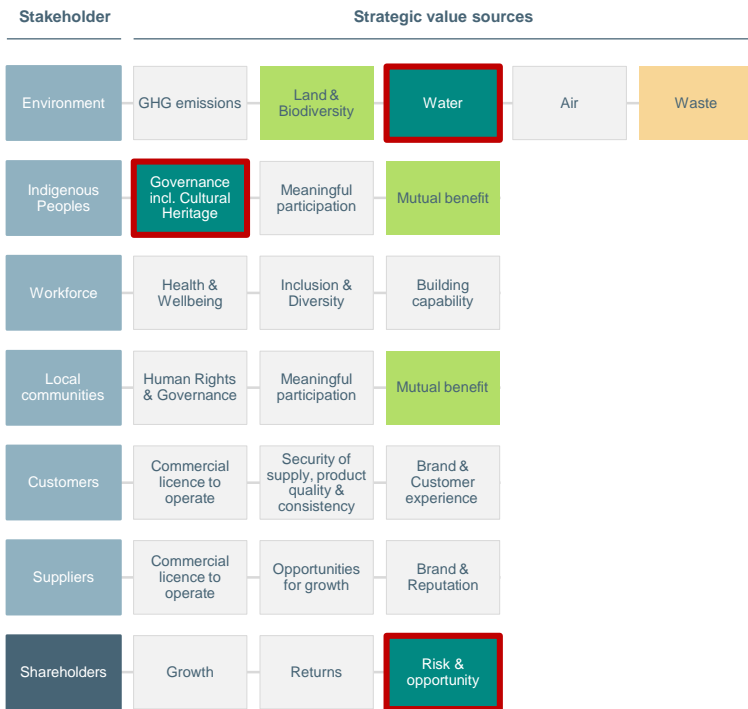 Stakeholder
Strategic value sources
Environment
GHG emissions
Land &
Biodiversity
Water
Air
Waste
Indigenous
Peoples
Governance
incl. Cultural
Heritage
Meaningful
participation
Mutual benefit
Workforce
Health &
Wellbeing
Inclusion &
Diversity
Building
capability
Local
communities
Human Rights
& Governance
Meaningful
participation
Mutual benefit
Customers
Commercial
licence to
operate
Security of
supply, product
quality &
consistency
Brand &
Customer
experience
Suppliers
Commercial
licence to
operate
Opportunities
for growth
Brand &
Reputation
Shareholders
Growth
Returns
Risk &
opportunity